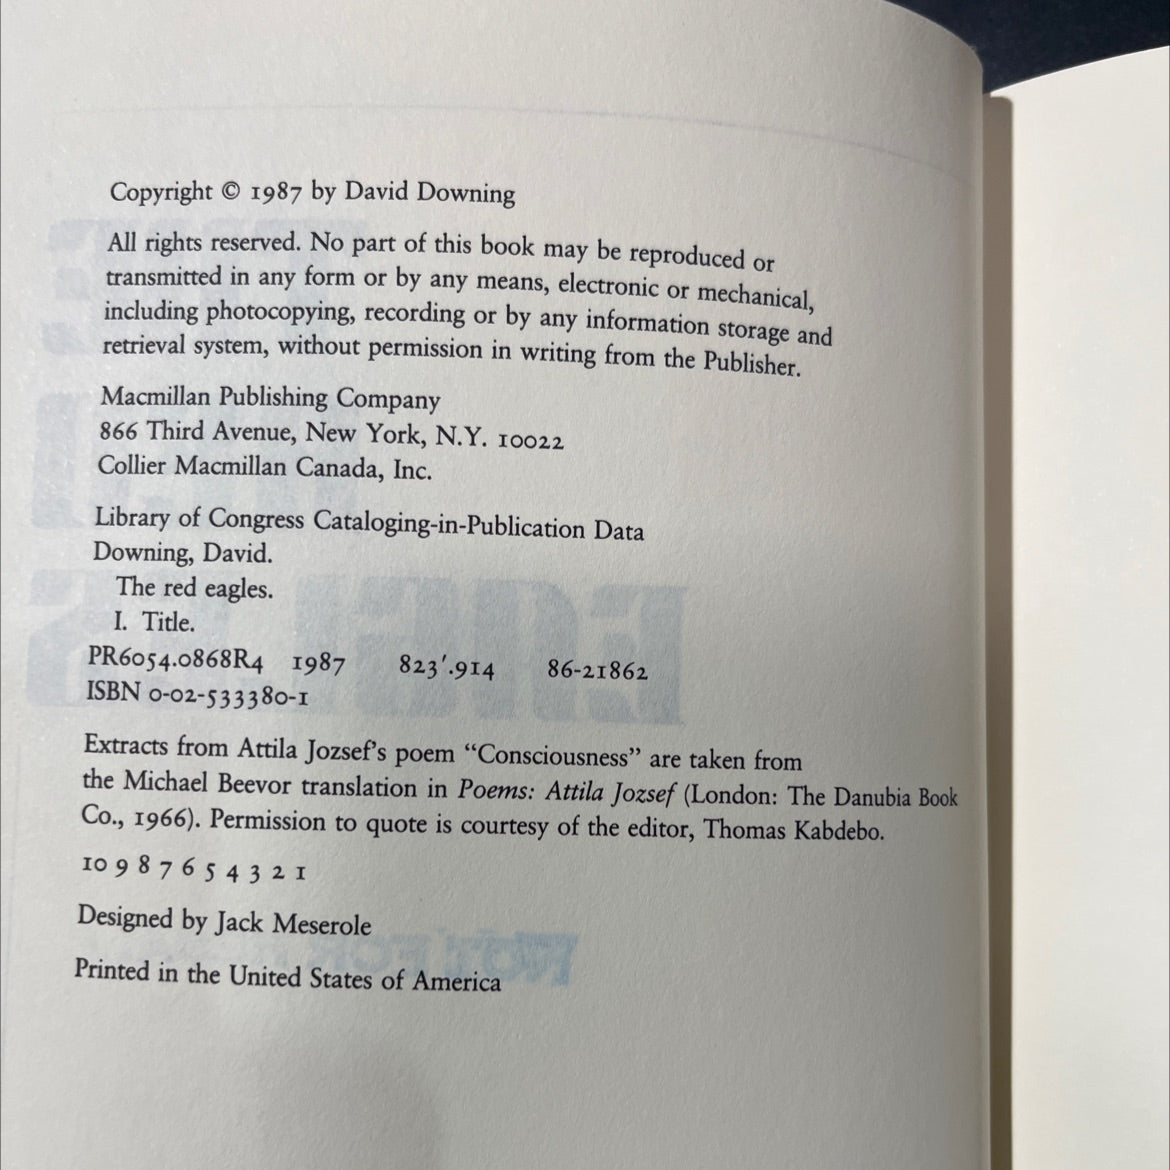 Copyright © 1987 by David Downing
All rights reserved. No part of this book may be reproduced or
transmitted in any form or by any means, electronic or mechanical,
including photocopying, recording or by any information storage and
retrieval system, without permission in writing from the Publisher.
Macmillan Publishing Company
866 Third Avenue, New York, N.Y. 10022
Collier Macmillan Canada, Inc.
Library of Congress Cataloging-in-Publication Data
Downing, David.
The red eagles.
I. Title.
PR6054.0868R4 1987 823′.914 86-21862
ISBN 0-02-533380-1
Extracts from Attila Jozsef's poem “Consciousness” are taken from
the Michael Beevor translation in Poems: Attila Jozsef (London: The Danubia Book
Co., 1966). Permission to quote is courtesy of the editor, Thomas Kabdebo.
10 9 8 7 6 5 4 3 2 1
Designed by Jack Meserole
Printed in the United States of America